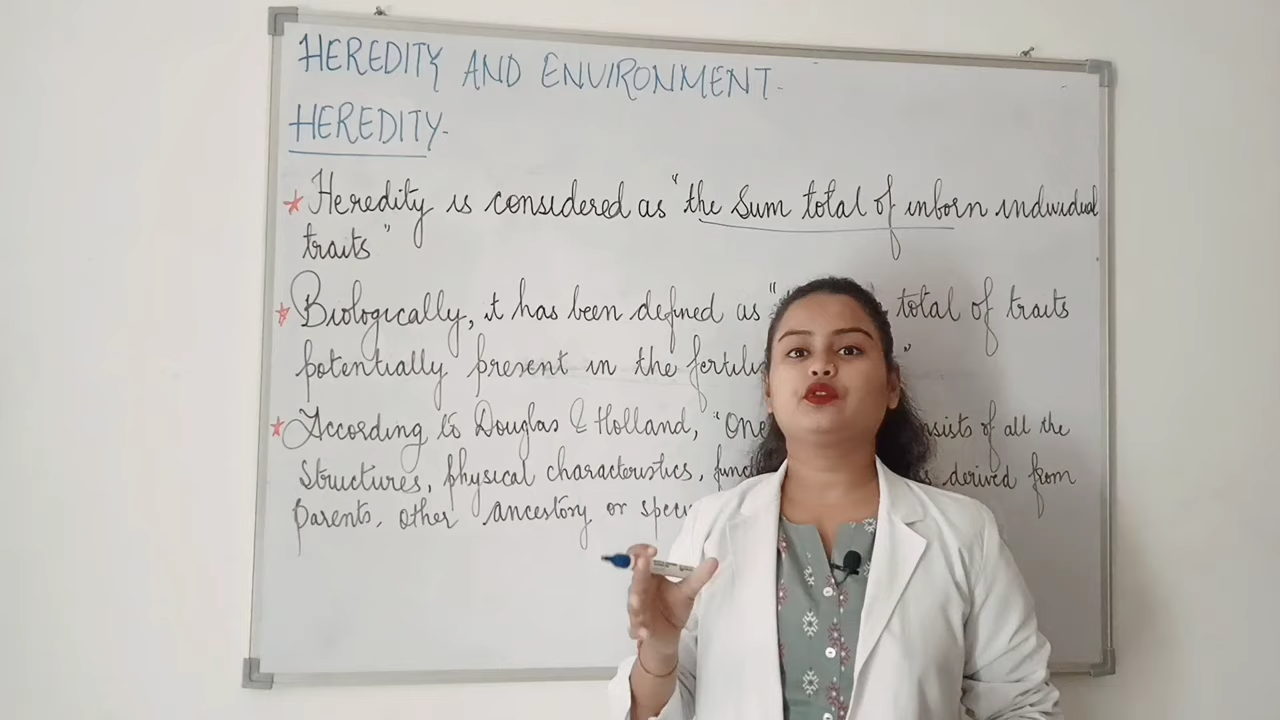 HEREDITY AND ENVIRONMENT.
HEREDITY.
Heredity is considered as "the sum total of inborn individual
traits"
Biologically, it has been defined as " total of traits
potentially present in the "
According to Douglas & Holland, "One of all the
Structures, physical characteristics, derived from
Parents, other ancestory or